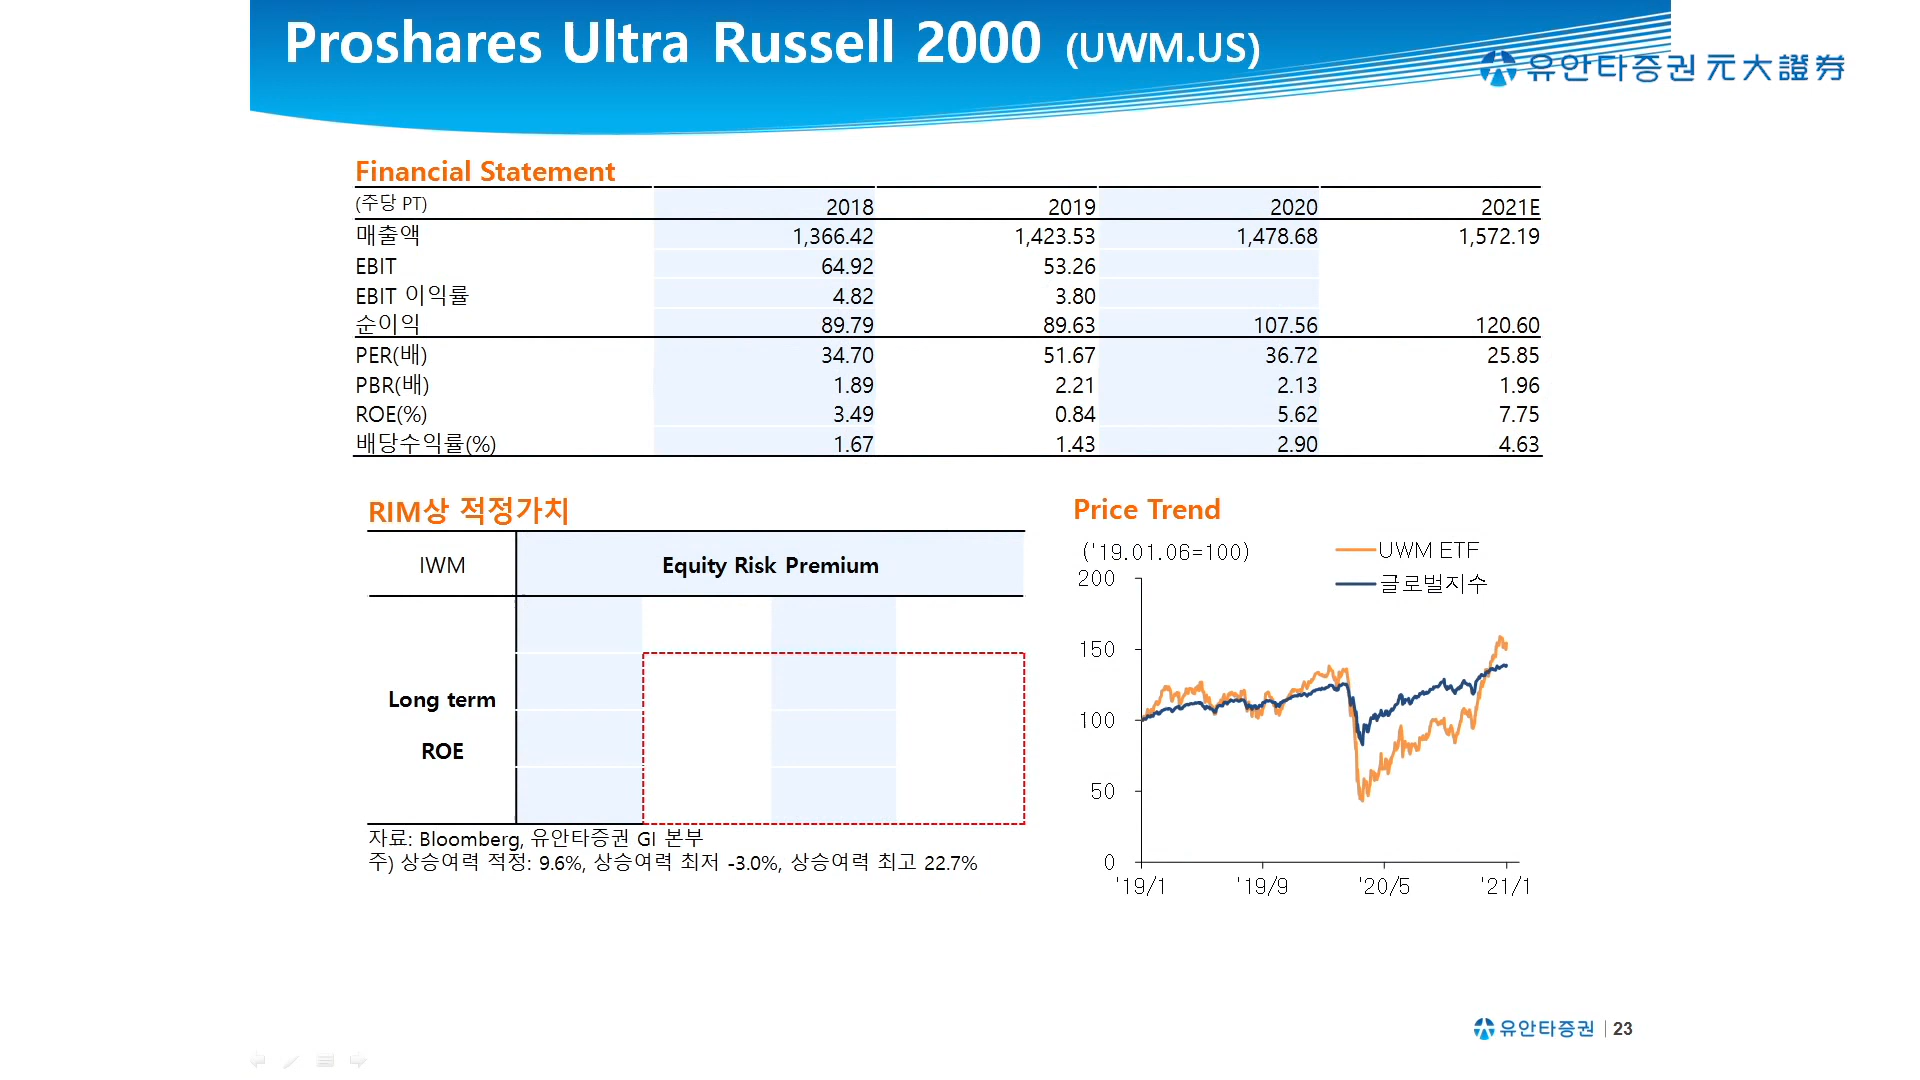 Proshares Ultra Russell 2000 (UWM.US)
유안타증권 元大證券
Financial Statement
(주당 PT) 2018 2019 2020 2021E
매출액 1,366.42 1,423.53 1,478.68 1,572.19
EBIT 64.92 53.26
EBIT 이익률 4.82 3.80
순이익 89.79 89.63 107.56 120.60
PER(배) 34.70 51.67 36.72 25.85
PBR(배) 1.89 2.21 2.13 1.96
ROE(%) 3.49 0.84 5.62 7.75
배당수익률(%) 1.67 1.43 2.90 4.63
RIM상 적정가치
IWM Equity Risk Premium
Long term
ROE
자료: Bloomberg, 유안타증권 GI 본부
주) 상승여력 적정: 9.6%, 상승여력 최저 -3.0%, 상승여력 최고 22.7%
Price Trend
('19.01.06=100)
UWM ETF
글로벌지수
200
150
100
50
0
'19/1 '19/9 '20/5 '21/1
유안타증권 23